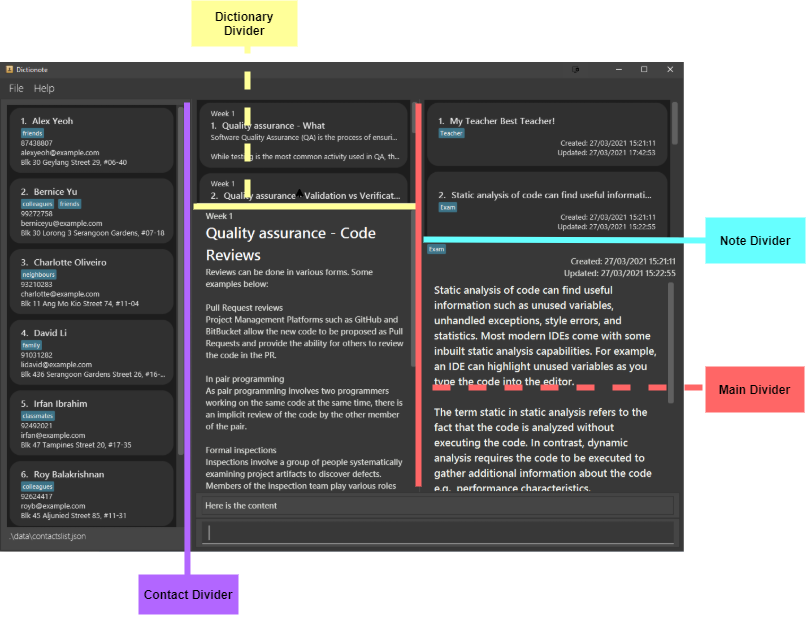 Dictionary
Divider
Dictionote
File Help
1. Alex Yeoh
friends
87438807
alexyeoh@example.com
Blk 30 Geylang Street 29, #06-40
2. Bernice Yu
colleagues friends
99272758
berniceyu@example.com
Blk 30 Lorong 3 Serangoon Gardens, #07-18
3. Charlotte Oliveiro
neighbours
93210283
charlotte@example.com
Blk 11 Ang Mo Kio Street 74, #11-04
4. David Li
family
91031282
lidavid@example.com
Blk 436 Serangoon Gardens Street 26, #16-...
5. Irfan Ibrahim
classmates
92492021
irfan@example.com
Blk 47 Tampines Street 20, #17-35
6. Roy Balakrishnan
colleagues
92624417
royb@example.com
Blk 45 Aljunied Street 85, #11-31
.\data\contactslist.json
Week 1
1. Quality assurance - What
Software Quality Assurance (QA) is the process of ensuri...
While testing is the most common activity used in QA, th...
Week 1
2. Quality assurance - Validation vs Verificat...
Week 1
Quality assurance - Code
Reviews
Reviews can be done in various forms. Some
examples below:
Pull Request reviews
Project Management Platforms such as GitHub and
BitBucket allow the new code to be proposed as Pull
Requests and provide the ability for others to review
the code in the PR.
In pair programming
As pair programming involves two programmers
working on the same code at the same time, there is
an implicit review of the code by the other member
of the pair.
Formal inspections
Inspections involve a group of people systematically
examining project artifacts to discover defects.
Members of the inspection team play various roles
1. My Teacher Best Teacher!
Teacher
Created: 27/03/2021 15:21:11
Updated: 27/03/2021 17:42:53
2. Static analysis of code can find useful informati...
Exam
Created: 27/03/2021 15:21:11
Updated: 27/03/2021 15:22:55
Exam
Created: 27/03/2021 15:21:11
Updated: 27/03/2021 15:22:55
Static analysis of code can find useful
information such as unused variables,
unhandled exceptions, style errors, and
statistics. Most modern IDEs come with some
inbuilt static analysis capabilities. For example,
an IDE can highlight unused variables as you
type the code into the editor.
The term static in static analysis refers to the
fact that the code is analyzed without
executing the code. In contrast, dynamic
analysis requires the code to be executed to
gather additional information about the code
e.g., performance characteristics.
Here is the content
Note Divider
Main Divider
Contact Divider